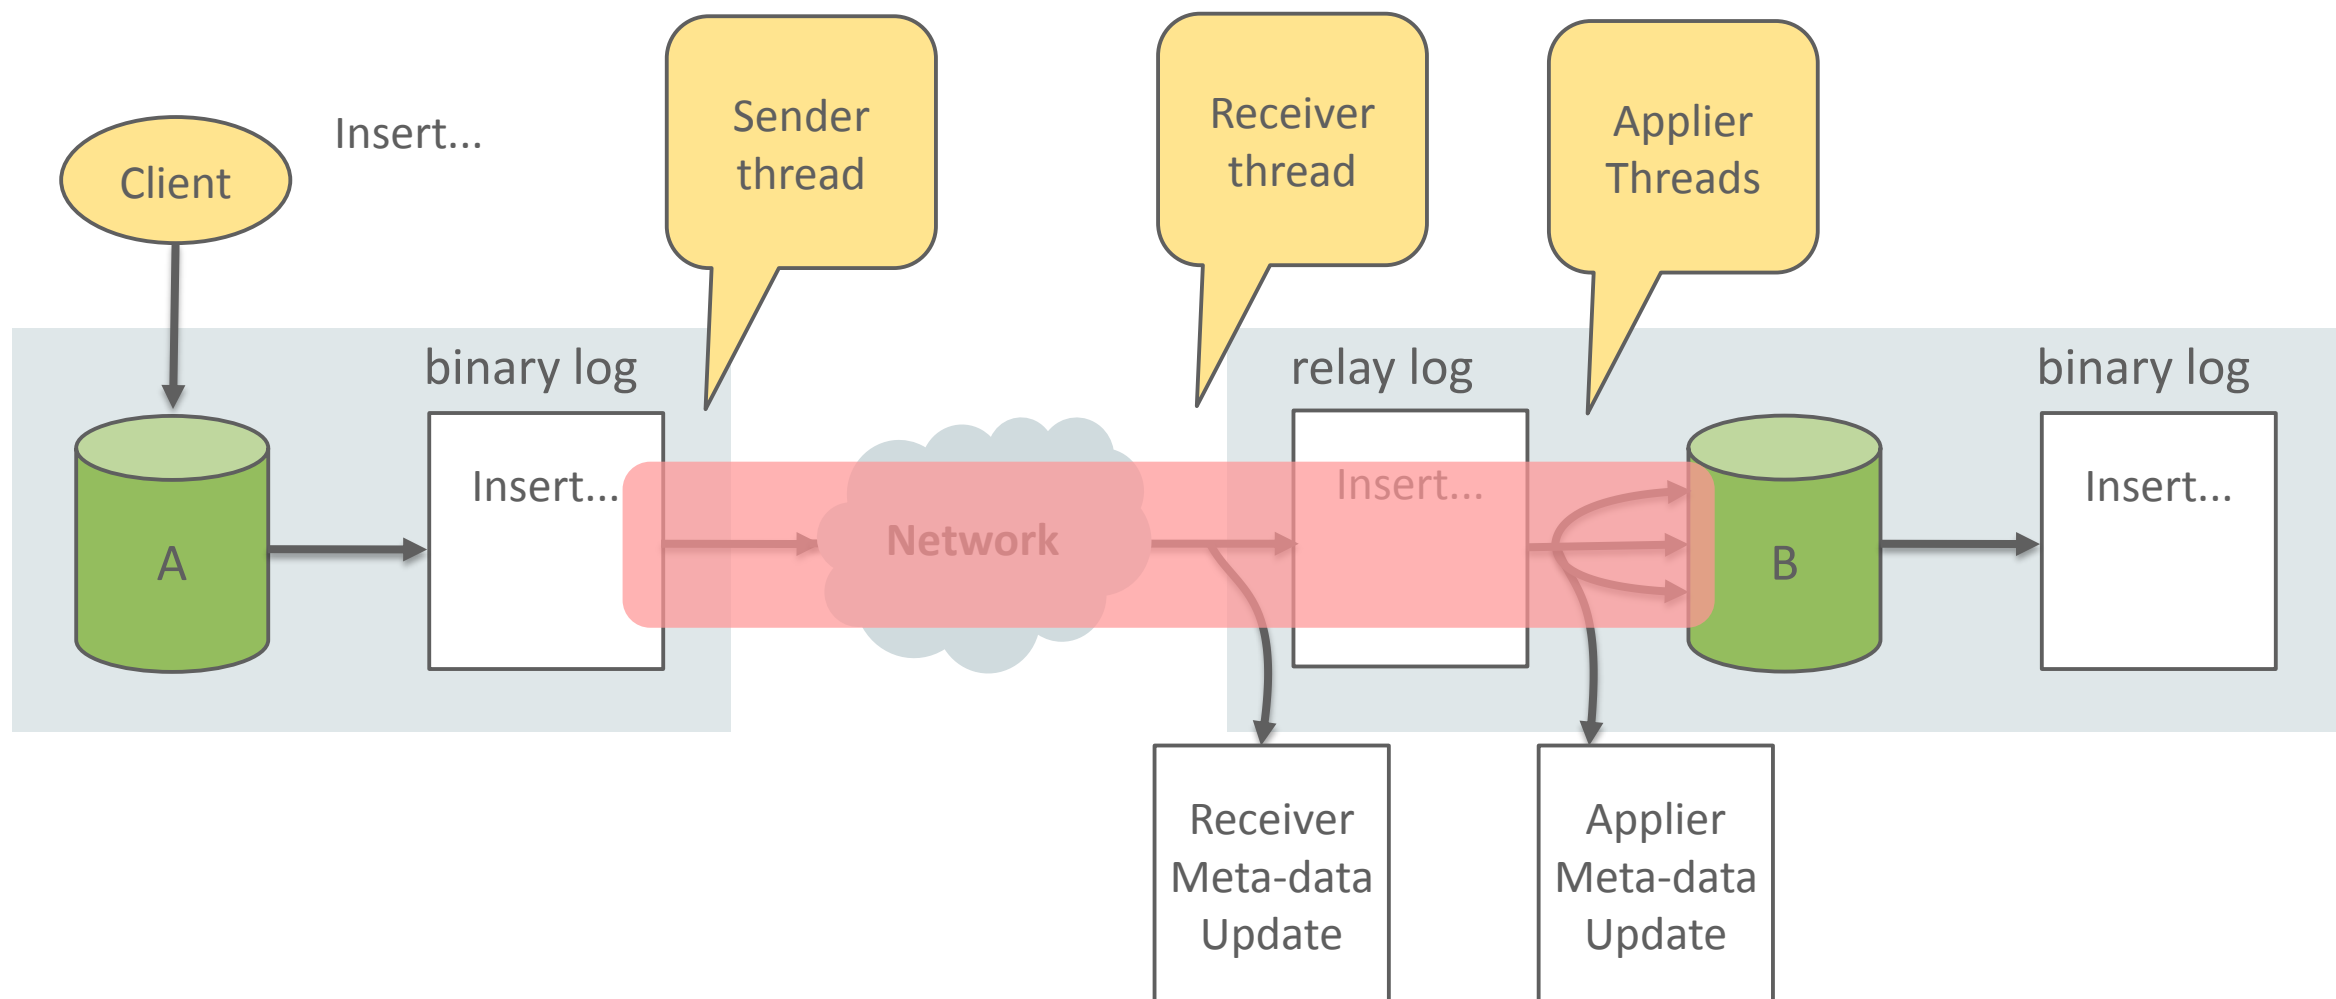 Client
Insert...
Sender
thread
Receiver
thread
Applier
Threads
binary log
relay log
binary log
Insert...
Insert...
Insert...
A
Network
B
Receiver
Meta-data
Update
Applier
Meta-data
Update